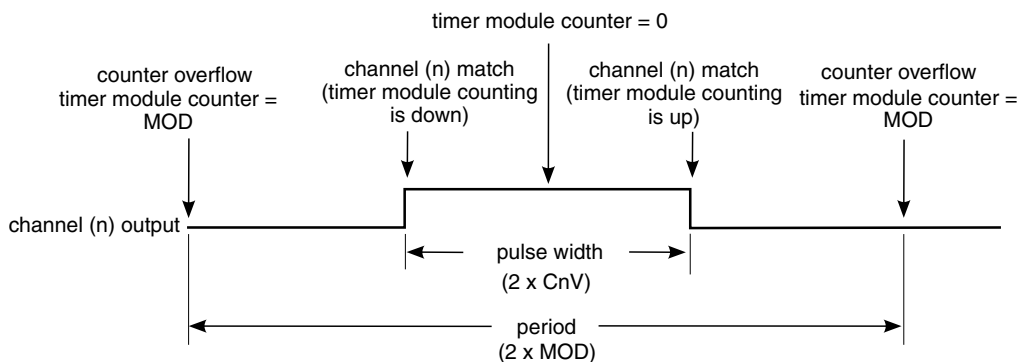 timer module counter = 0
counter overflow
timer module counter =
MOD
channel (n) match
(timer module counting
is down)
channel (n) match
(timer module counting
is up)
counter overflow
timer module counter =
MOD
channel (n) output
pulse width
(2 x CnV)
period
(2 x MOD)